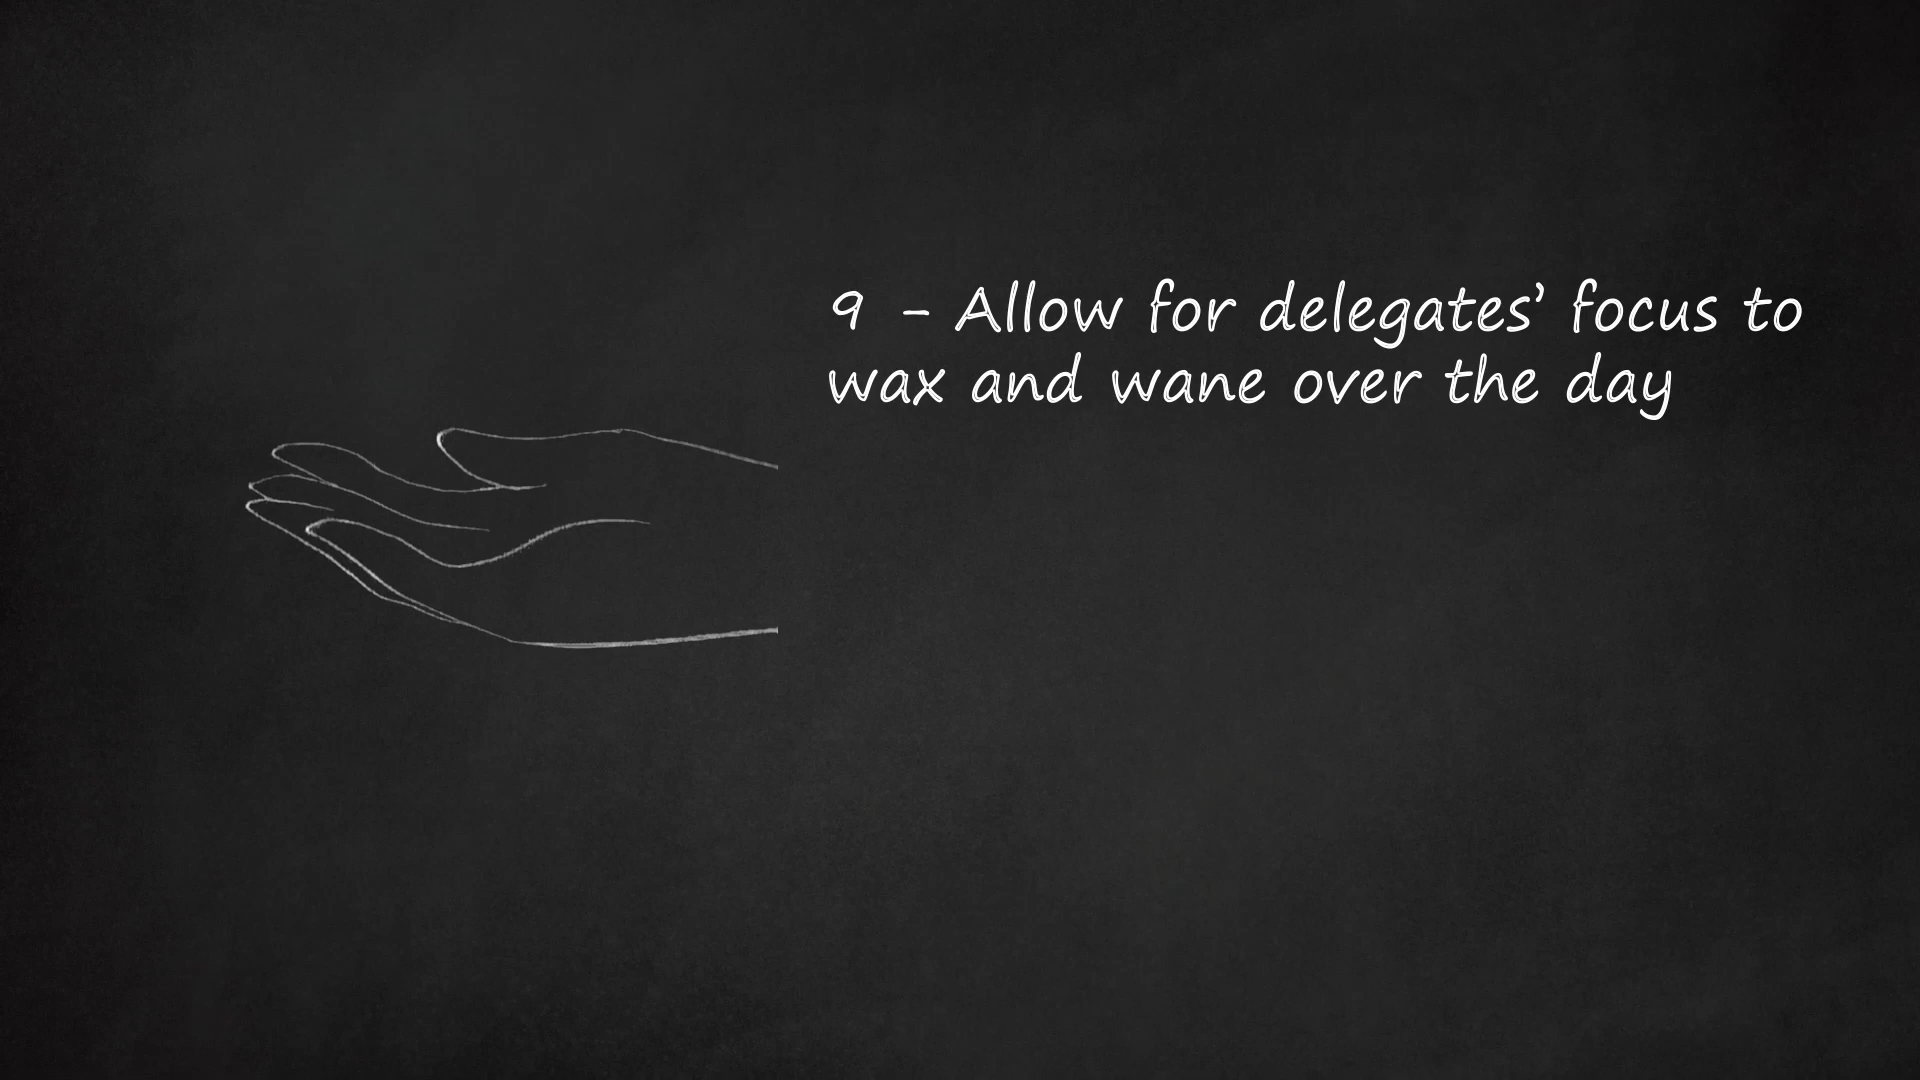 9 - Allow for delegates’ focus to
wax and wane over the day